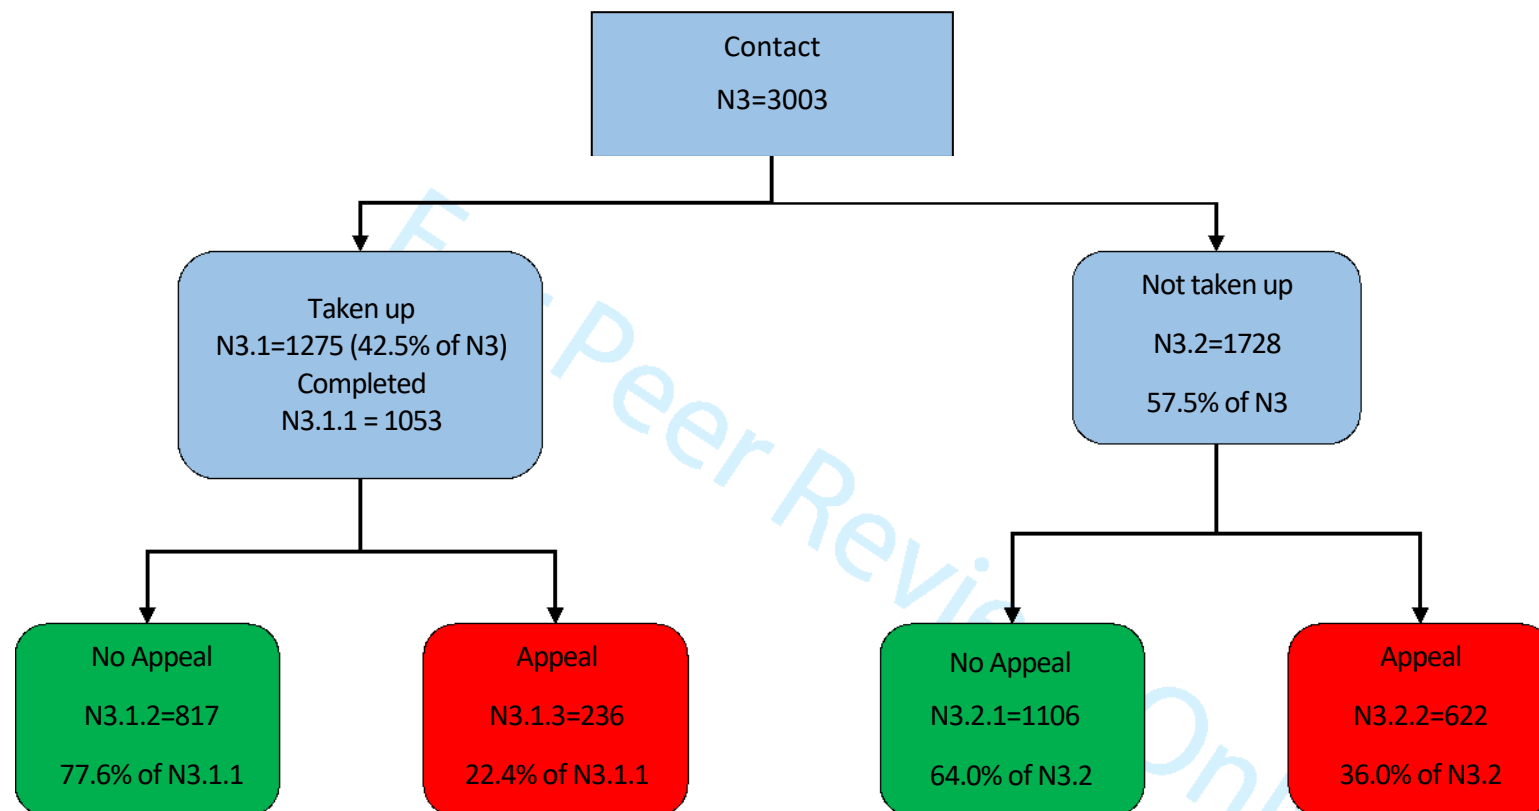 Contact
N3=3003
Taken up
N3.1=1275 (42.5% of N3)
Completed
N3.1.1 = 1053
Not taken up
N3.2=1728
57.5% of N3
No Appeal
N3.1.2=817
77.6% of N3.1.1
Appeal
N3.1.3=236
22.4% of N3.1.1
No Appeal
N3.2.1=1106
64.0% of N3.2
Appeal
N3.2.2=622
36.0% of N3.2
Peer Review